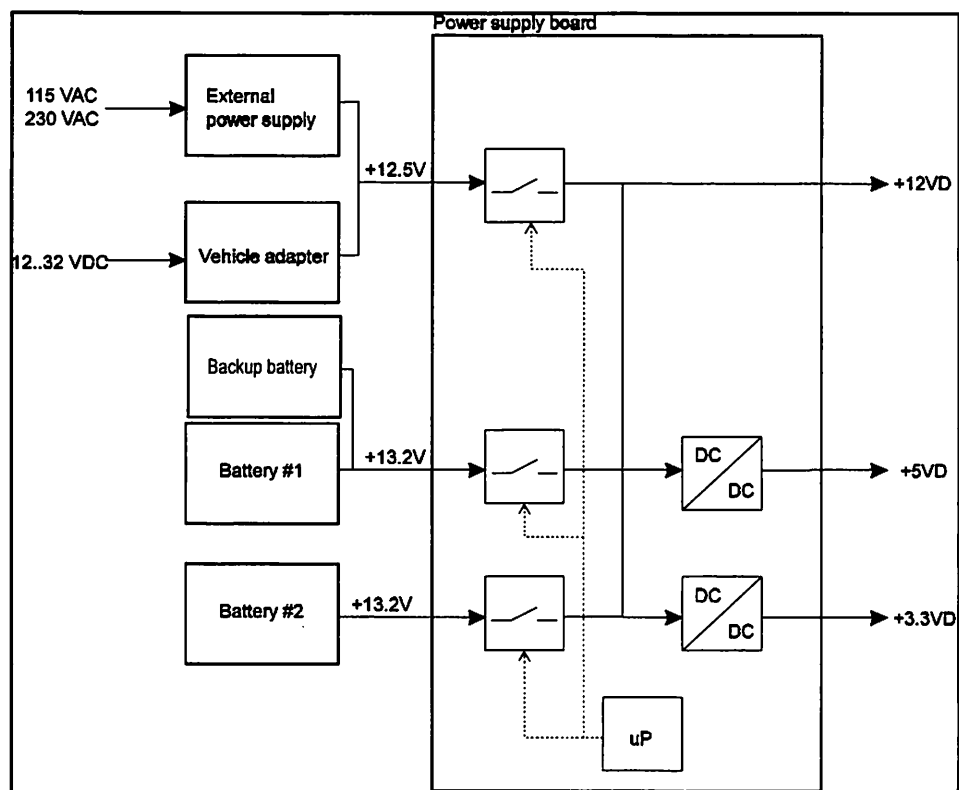 Power supply board
115 VAC
230 VAC
External
power supply
+12.5V
+12VD
12..32 VDC
Vehicle adapter
Backup battery
Battery #1
+13.2V
DC
DC
+5VD
Battery #2
+13.2V
DC
DC
+3.3VD
uP